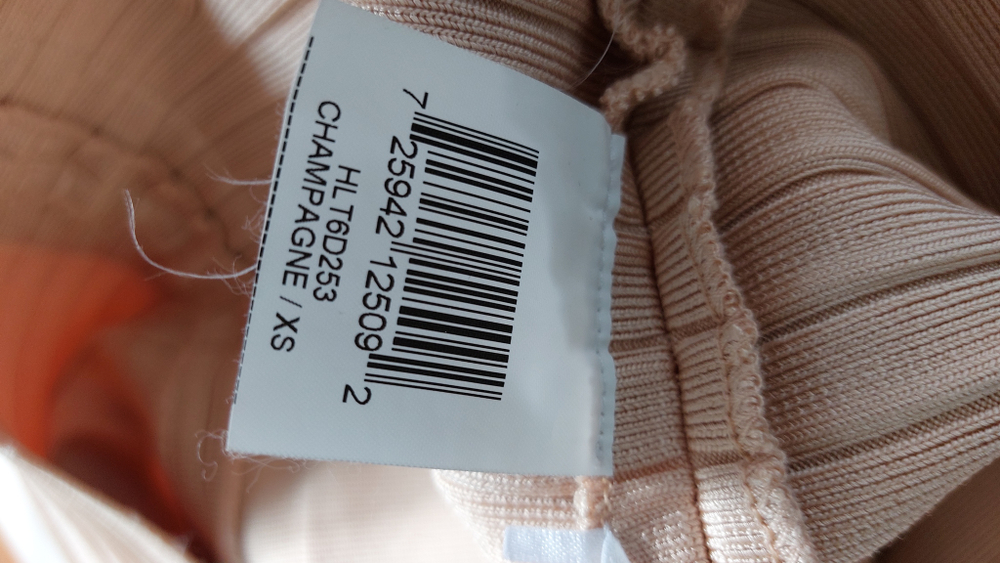 7 25942 12509 2
HLT6D253
CHAMPAGNE / XS